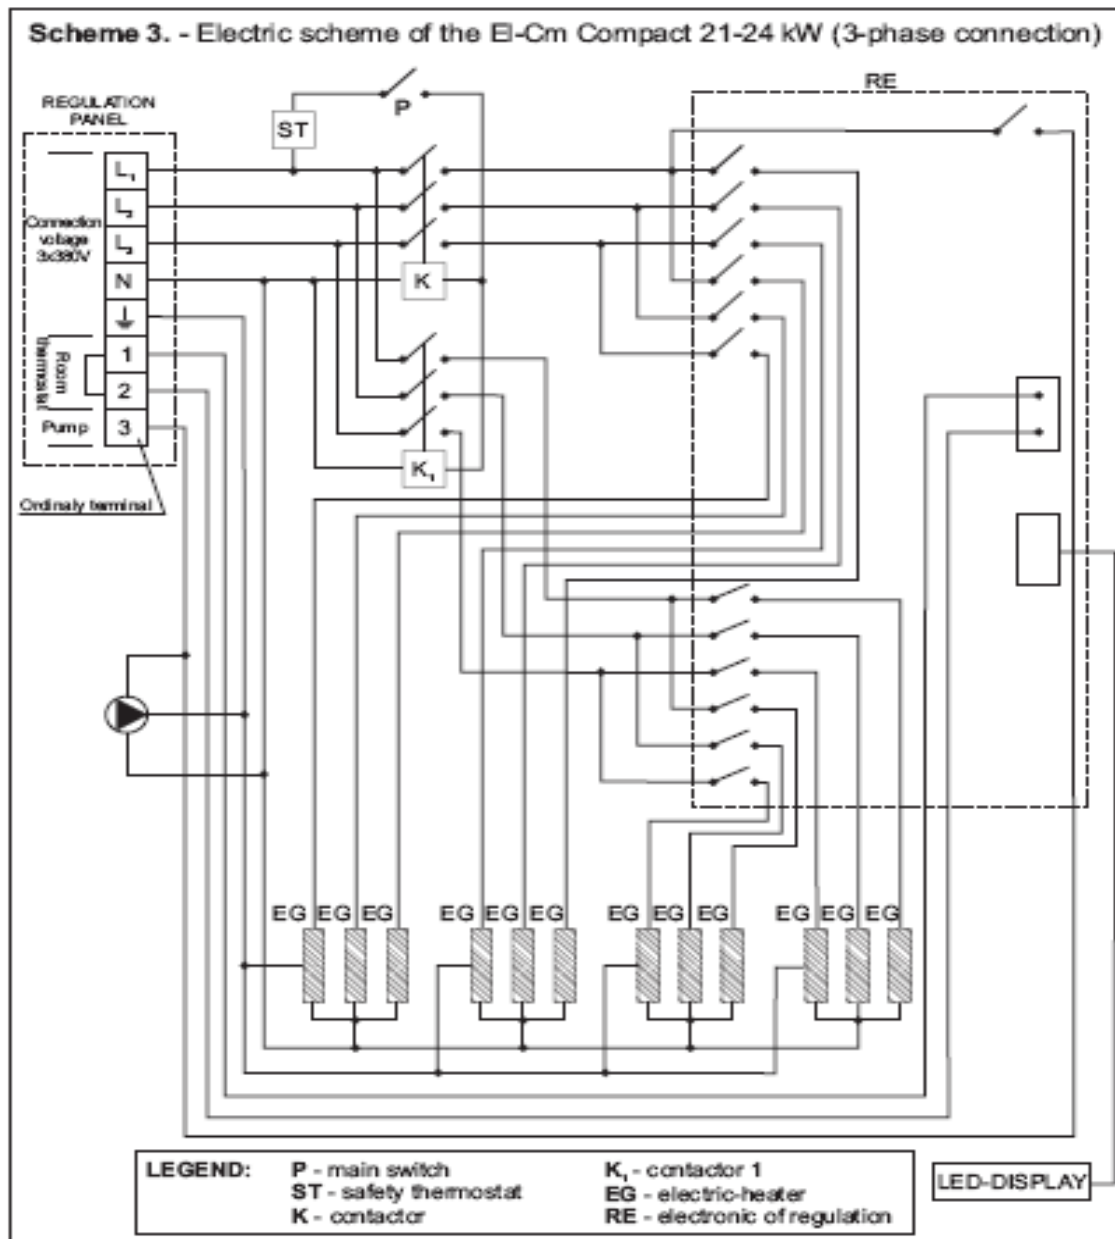 Scheme 3. - Electric scheme of the El-Cm Compact 21-24 kW (3-phase connection)
REGULATION
PANEL
RE
P
ST
L1
L2
L3
Connection
voltage
3x380V
N
K
Room
thermostat
1
2
Pump
3
K1
Ordinaly terminal
EG EG EG
EG EG EG
EG EG EG
EG EG EG
LEGEND:
P - main switch
ST - safety thermostat
K - contactor
K1 - contactor 1
EG - electric-heater
RE - electronic of regulation
LED-DISPLAY